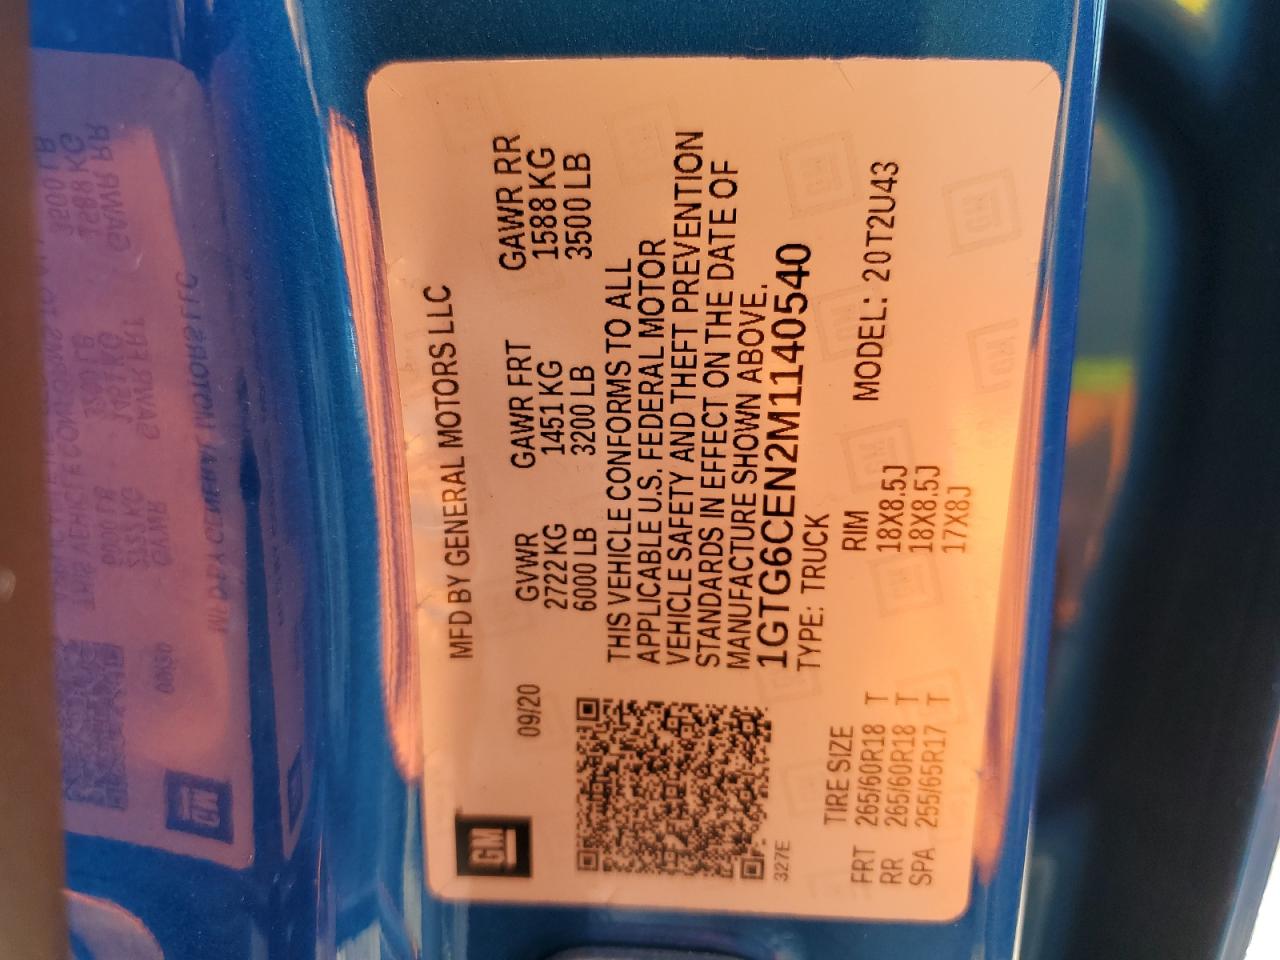 GM
MFD BY GENERAL MOTORS LLC
09/20
GVWR GAWR FRT GAWR RR
2722 KG 1451 KG 1588 KG
6000 LB 3200 LB 3500 LB
THIS VEHICLE CONFORMS TO ALL
APPLICABLE U.S. FEDERAL MOTOR
VEHICLE SAFETY AND THEFT PREVENTION
STANDARDS IN EFFECT ON THE DATE OF
MANUFACTURE SHOWN ABOVE.
1GTG6CEN2M1140540
327E
TYPE: TRUCK
TIRE SIZE RIM MODEL: 20T2U43
FRT 265/60R18 T 18X8.5J
RR 265/60R18 T 18X8.5J
SPA 255/65R17 T 17X8J